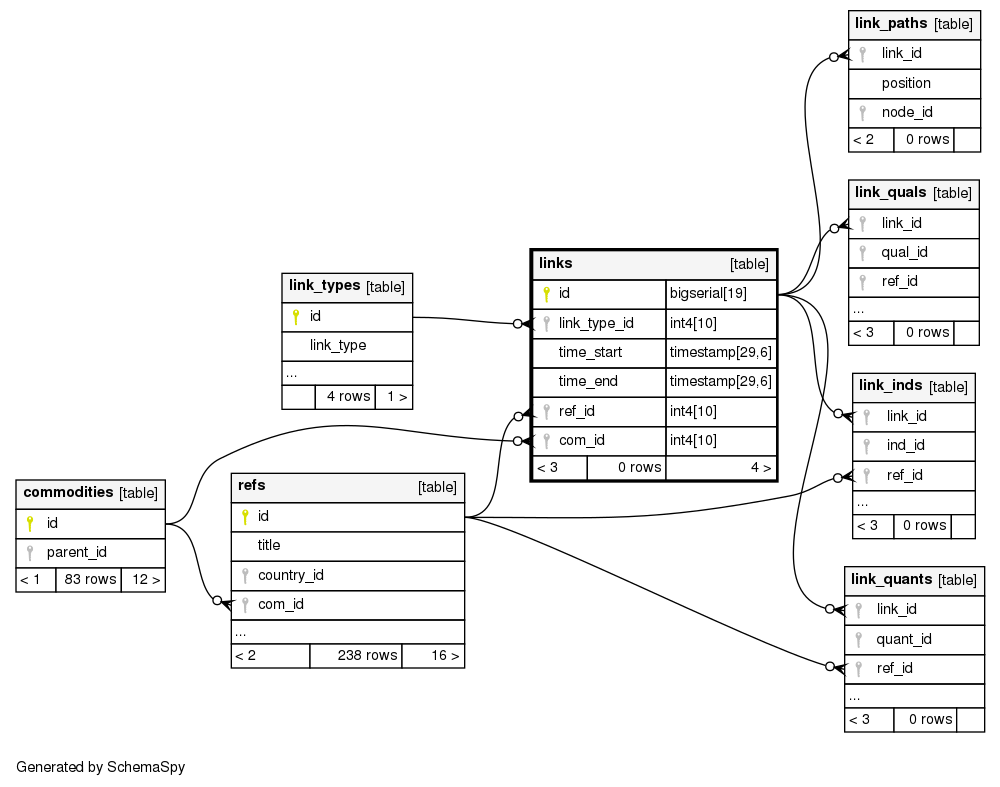 link_paths [table]
link_id
position
node_id
< 2 0 rows
link_quals [table]
link_id
qual_id
ref_id
...
< 3 0 rows
links [table]
id bigserial[19]
link_type_id int4[10]
time_start timestamp[29,6]
time_end timestamp[29,6]
ref_id int4[10]
com_id int4[10]
< 3 0 rows 4 >
link_types [table]
id
link_type
...
4 rows 1 >
link_inds [table]
link_id
ind_id
ref_id
...
< 3 0 rows
commodities [table]
id
parent_id
< 1 83 rows 12 >
refs [table]
id
title
country_id
com_id
...
< 2 238 rows 16 >
link_quants [table]
link_id
quant_id
ref_id
...
< 3 0 rows
Generated by SchemaSpy